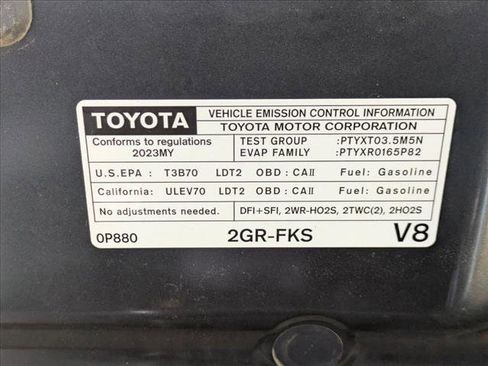 TOYOTA VEHICLE EMISSION CONTROL INFORMATION
TOYOTA MOTOR CORPORATION
Conforms to regulations TEST GROUP :PTYXT03.5M5N
2023MY EVAP FAMILY :PTYXR0165P82
U.S.EPA : T3B70 LDT2 OBD : CAII Fuel: Gasoline
California: ULEV70 LDT2 OBD : CAII Fuel: Gasoline
No adjustments needed. DFI+SFI, 2WR-HO2S, 2TWC(2), 2HO2S
0P880 2GR-FKS V8